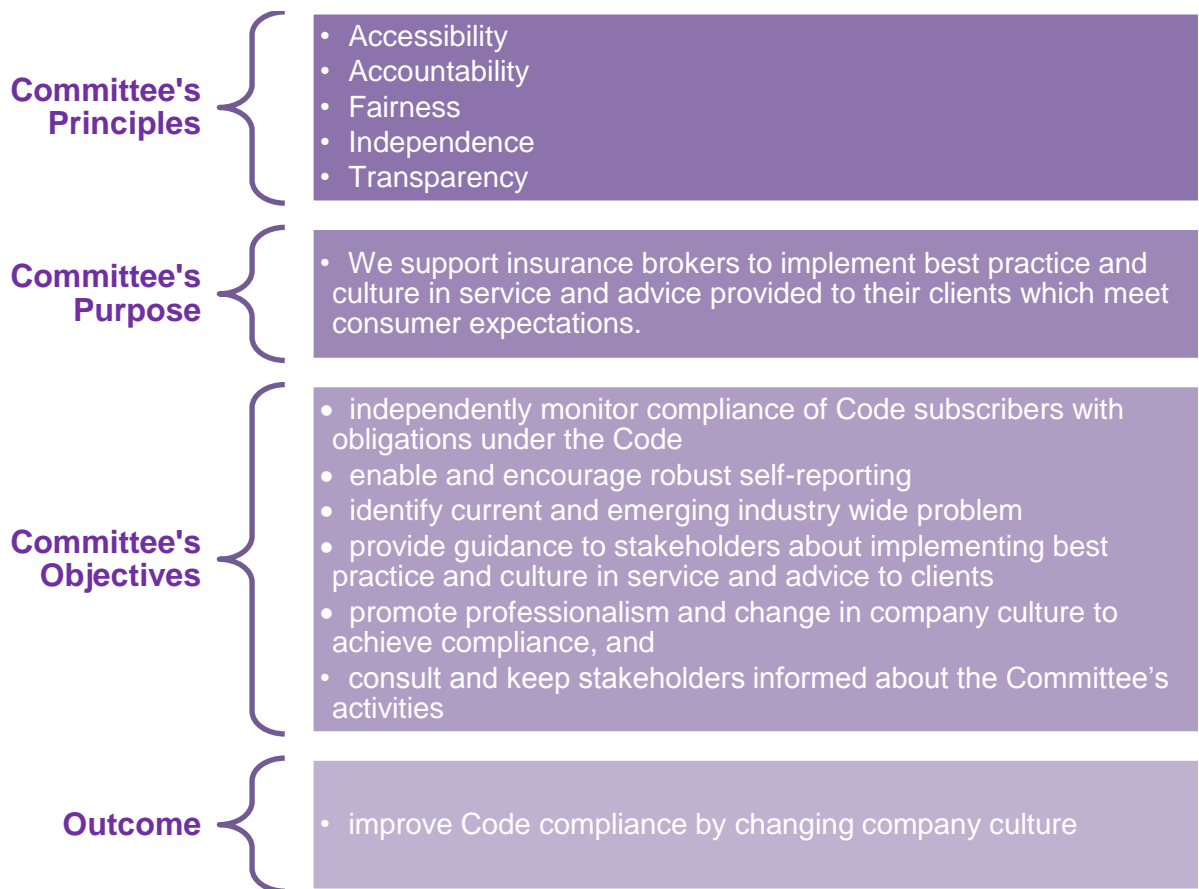 Committee's
Principles
• Accessibility
• Accountability
• Fairness
• Independence
• Transparency
Committee's
Purpose
• We support insurance brokers to implement best practice and
culture in service and advice provided to their clients which meet
consumer expectations.
Committee's
Objectives
• independently monitor compliance of Code subscribers with
obligations under the Code
• enable and encourage robust self-reporting
• identify current and emerging industry wide problem
• provide guidance to stakeholders about implementing best
practice and culture in service and advice to clients
• promote professionalism and change in company culture to
achieve compliance, and
• consult and keep stakeholders informed about the Committee’s
activities
Outcome
• improve Code compliance by changing company culture